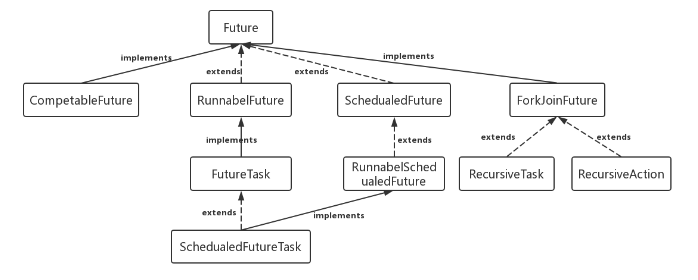 Future
implements
implements
extends
extends
CompetableFuture
RunnabelFuture
SchedualedFuture
ForkJoinFuture
implements
extends
extends
extends
FutureTask
RunnabelSched
ualedFuture
RecursiveTask
RecursiveAction
extends
implements
SchedualedFutureTask